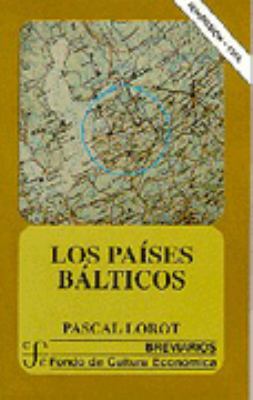 LOS PAÍSES
BÁLTICOS
PASCAL LOROT
BREVIARIOS
Fondo de Cultura Económica